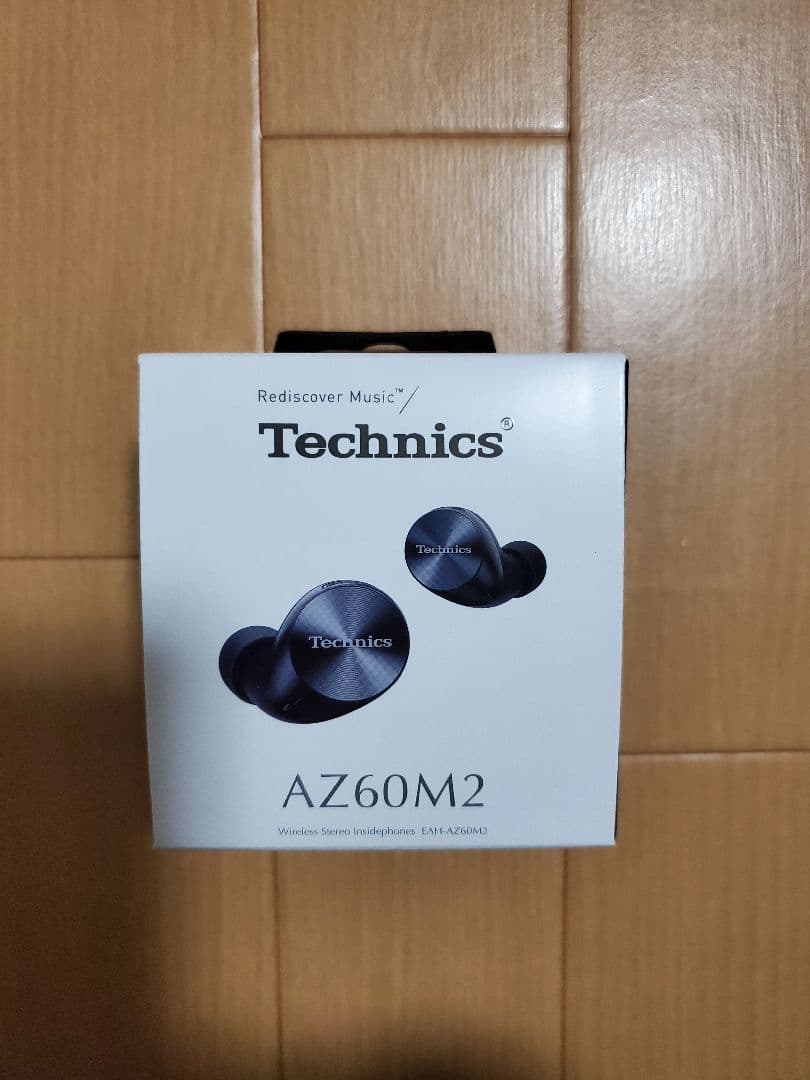 Rediscover Music™/
Technics®
Technics
Technics
AZ60M2
Wireless Stereo Insidephones EAH-AZ60M2